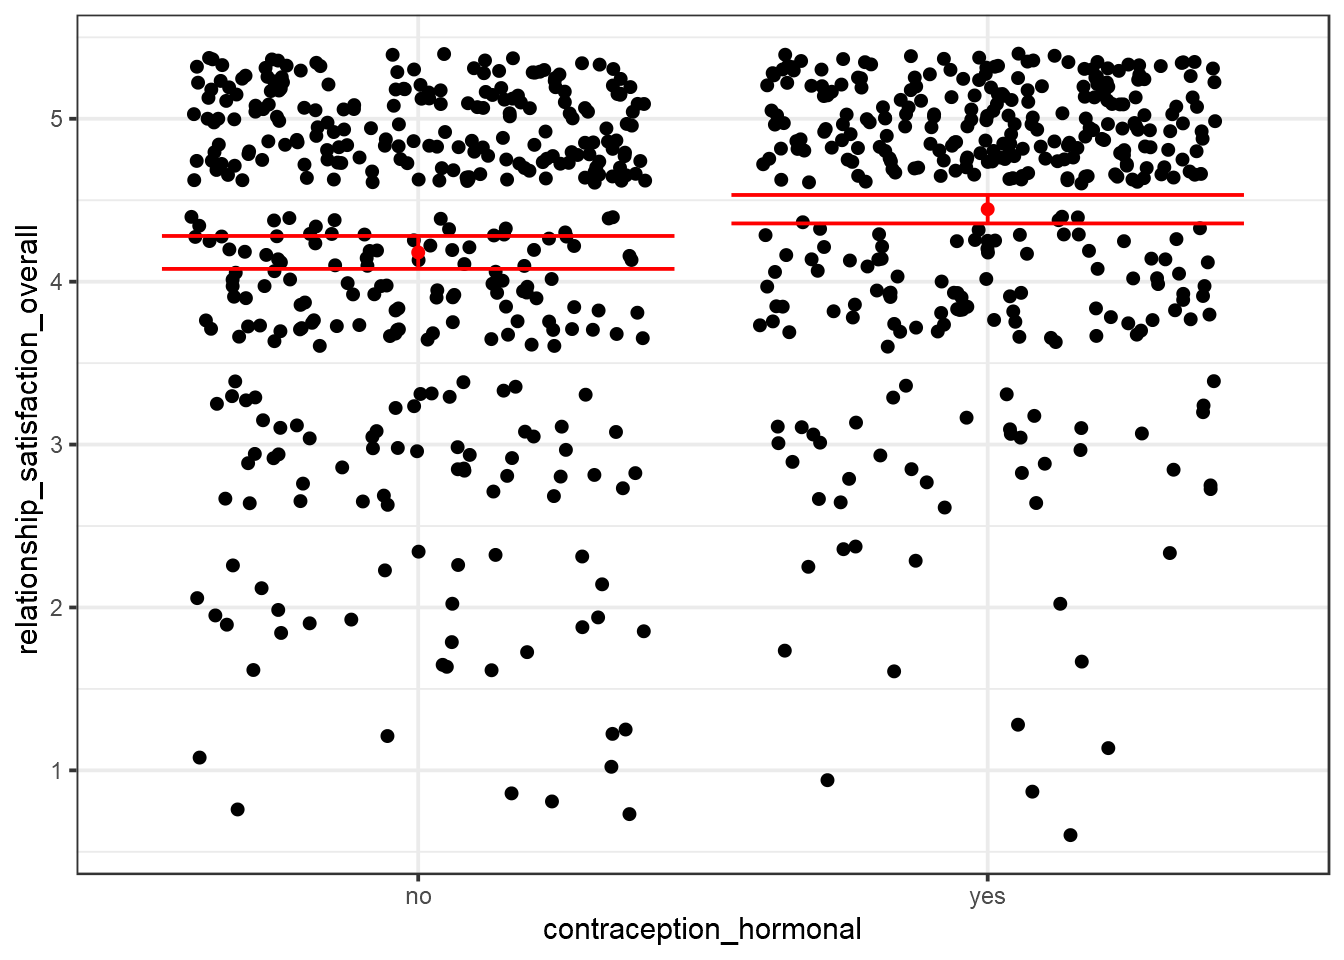 relationship_satisfaction_overall
5
4
3
2
1
no
yes
contraception_hormonal